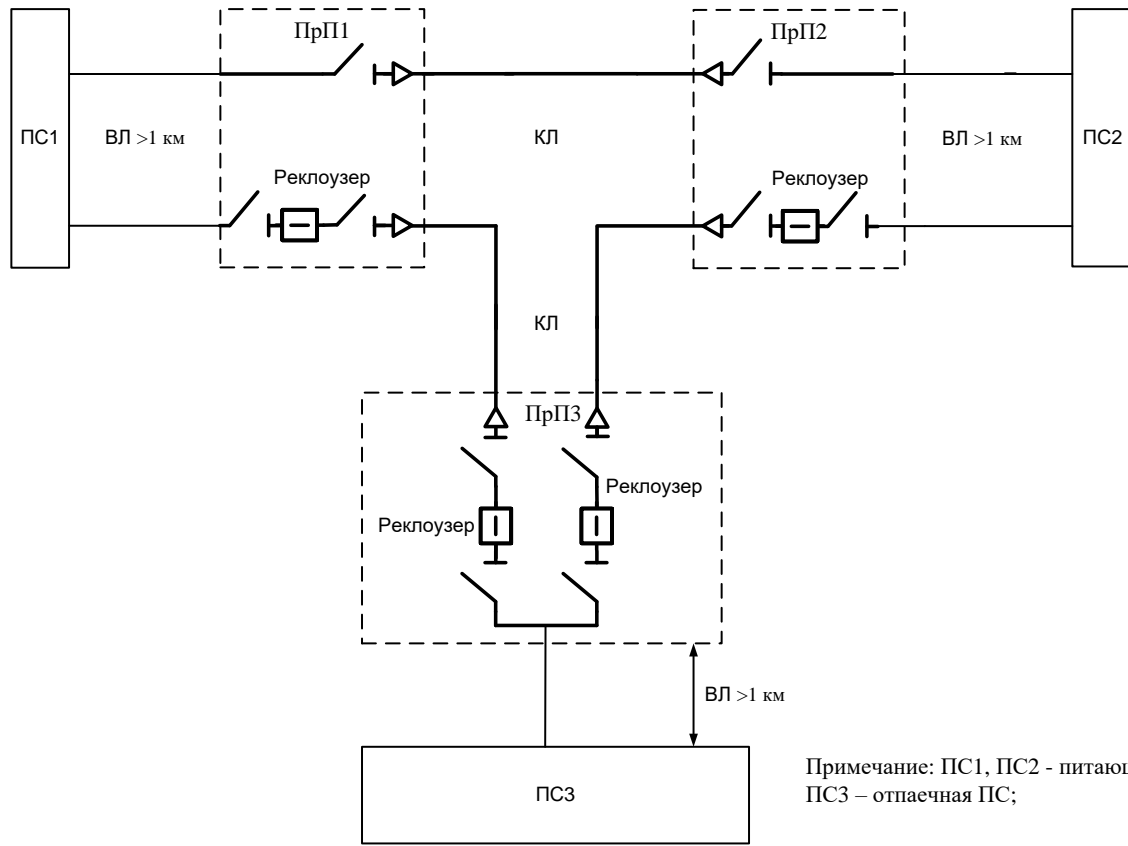 ПрП1
ПрП2
ПС1
ВЛ >1 км
КЛ
ВЛ >1 км
ПС2
Реклоузер
Реклоузер
КЛ
ПрП3
Реклоузер
Реклоузер
ВЛ >1 км
ПС3
Примечание: ПС1, ПС2 - питающ
ПС3 – отпаечная ПС;